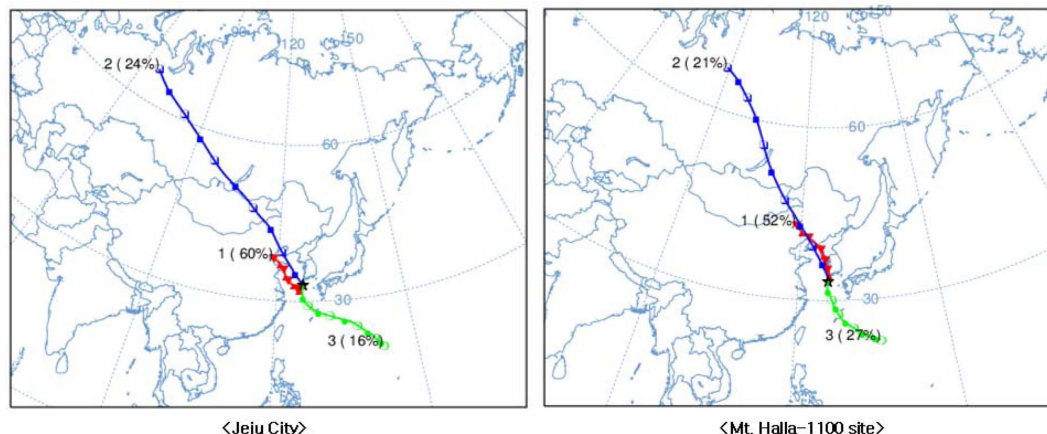 120 150
2 ( 24%)
60
1 ( 60%)
30
3 ( 16%)
<Jeju City>
120 150
2 ( 21%)
60
1 ( 52%)
30
3 ( 27%)
<Mt. Halla-1100 site>